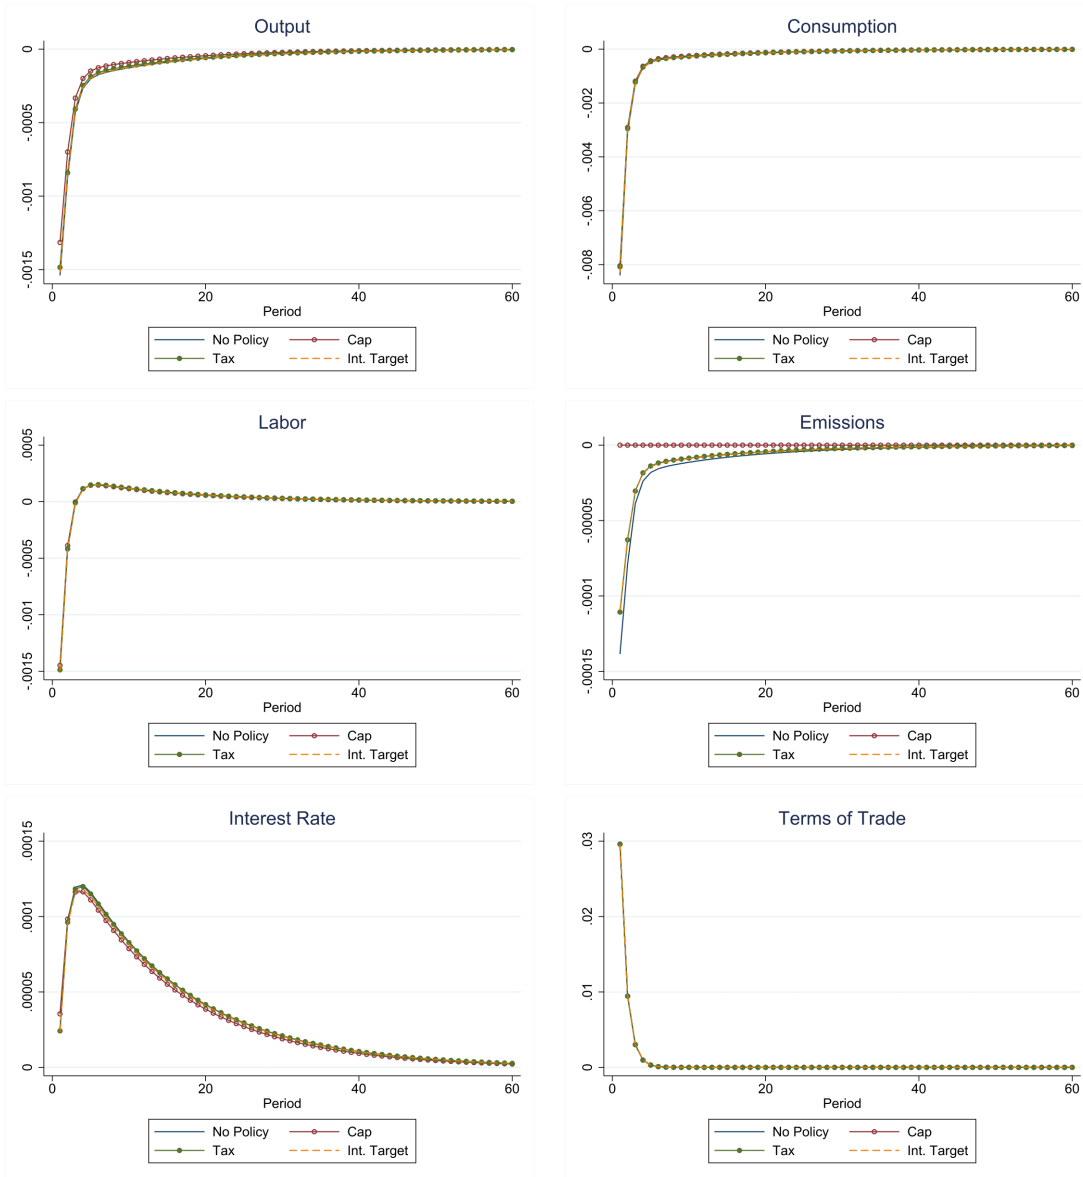 Output
0
-.0005
-.001
-.0015
0 20 40 60
Period
No Policy Cap
Tax Int. Target
Consumption
0
-.002
-.004
-.006
-.008
0 20 40 60
Period
No Policy Cap
Tax Int. Target
Labor
.0005
0
-.0005
-.001
-.0015
0 20 40 60
Period
No Policy Cap
Tax Int. Target
Emissions
0
-.00005
-.0001
-.00015
0 20 40 60
Period
No Policy Cap
Tax Int. Target
Interest Rate
.00015
.0001
.00005
0
0 20 40 60
Period
No Policy Cap
Tax Int. Target
Terms of Trade
.03
.02
.01
0
0 20 40 60
Period
No Policy Cap
Tax Int. Target